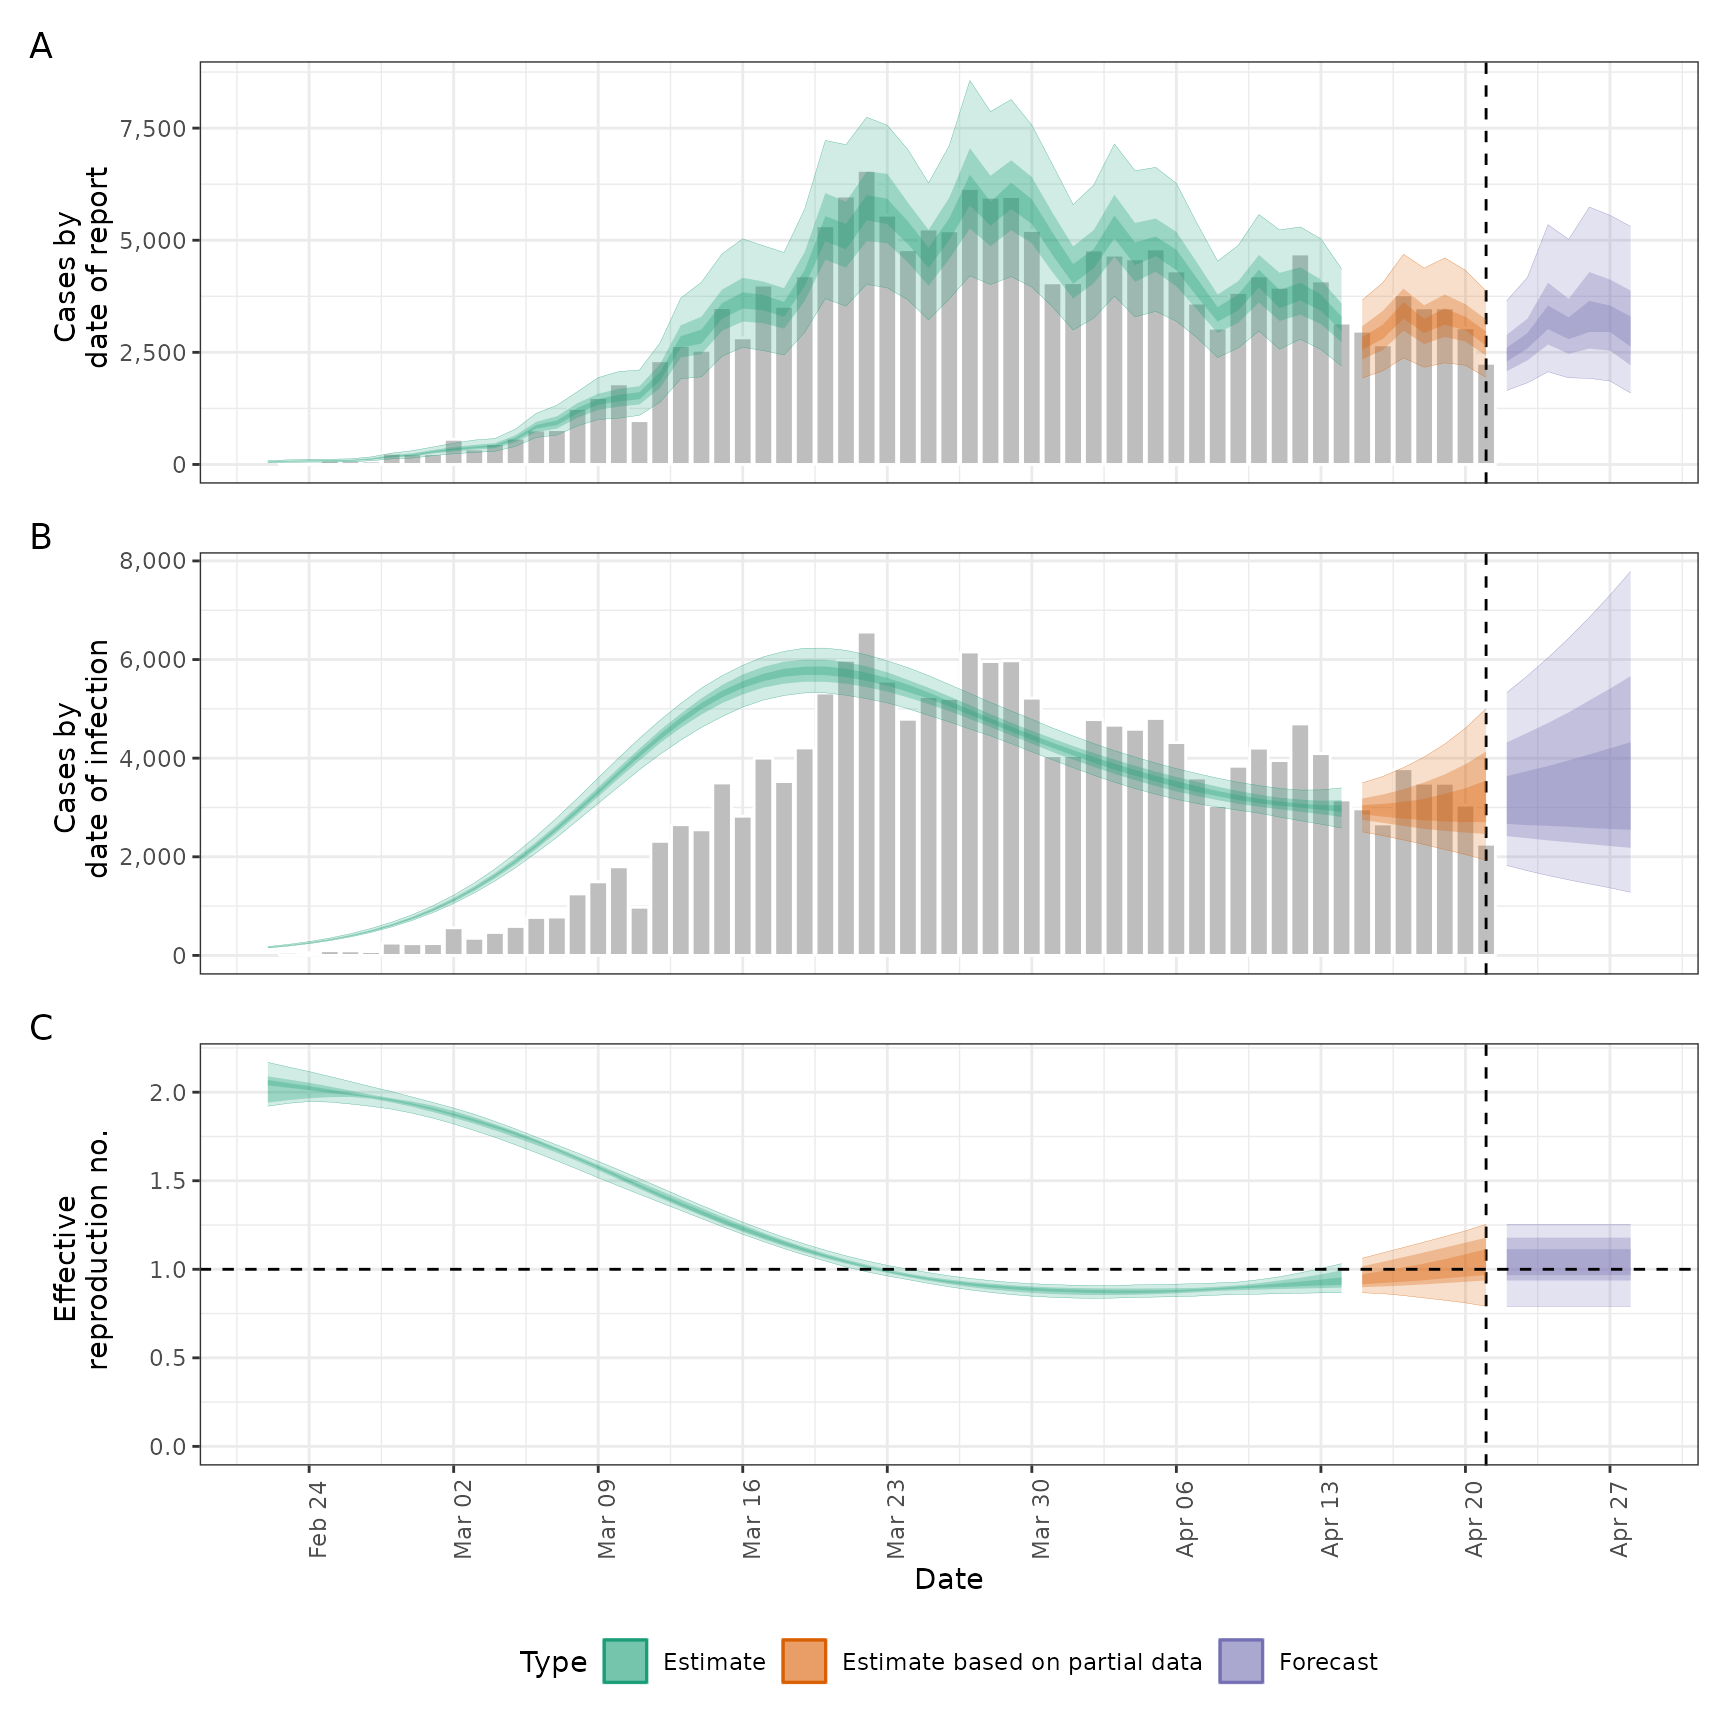 A
Cases by
date of report
7,500
5,000
2,500
0
B
Cases by
date of infection
8,000
6,000
4,000
2,000
0
C
Effective
reproduction no.
2.0
1.5
1.0
0.5
0.0
Feb 24
Mar 02
Mar 09
Mar 16
Mar 23
Mar 30
Apr 06
Apr 13
Apr 20
Apr 27
Date
Type Estimate Estimate based on partial data Forecast